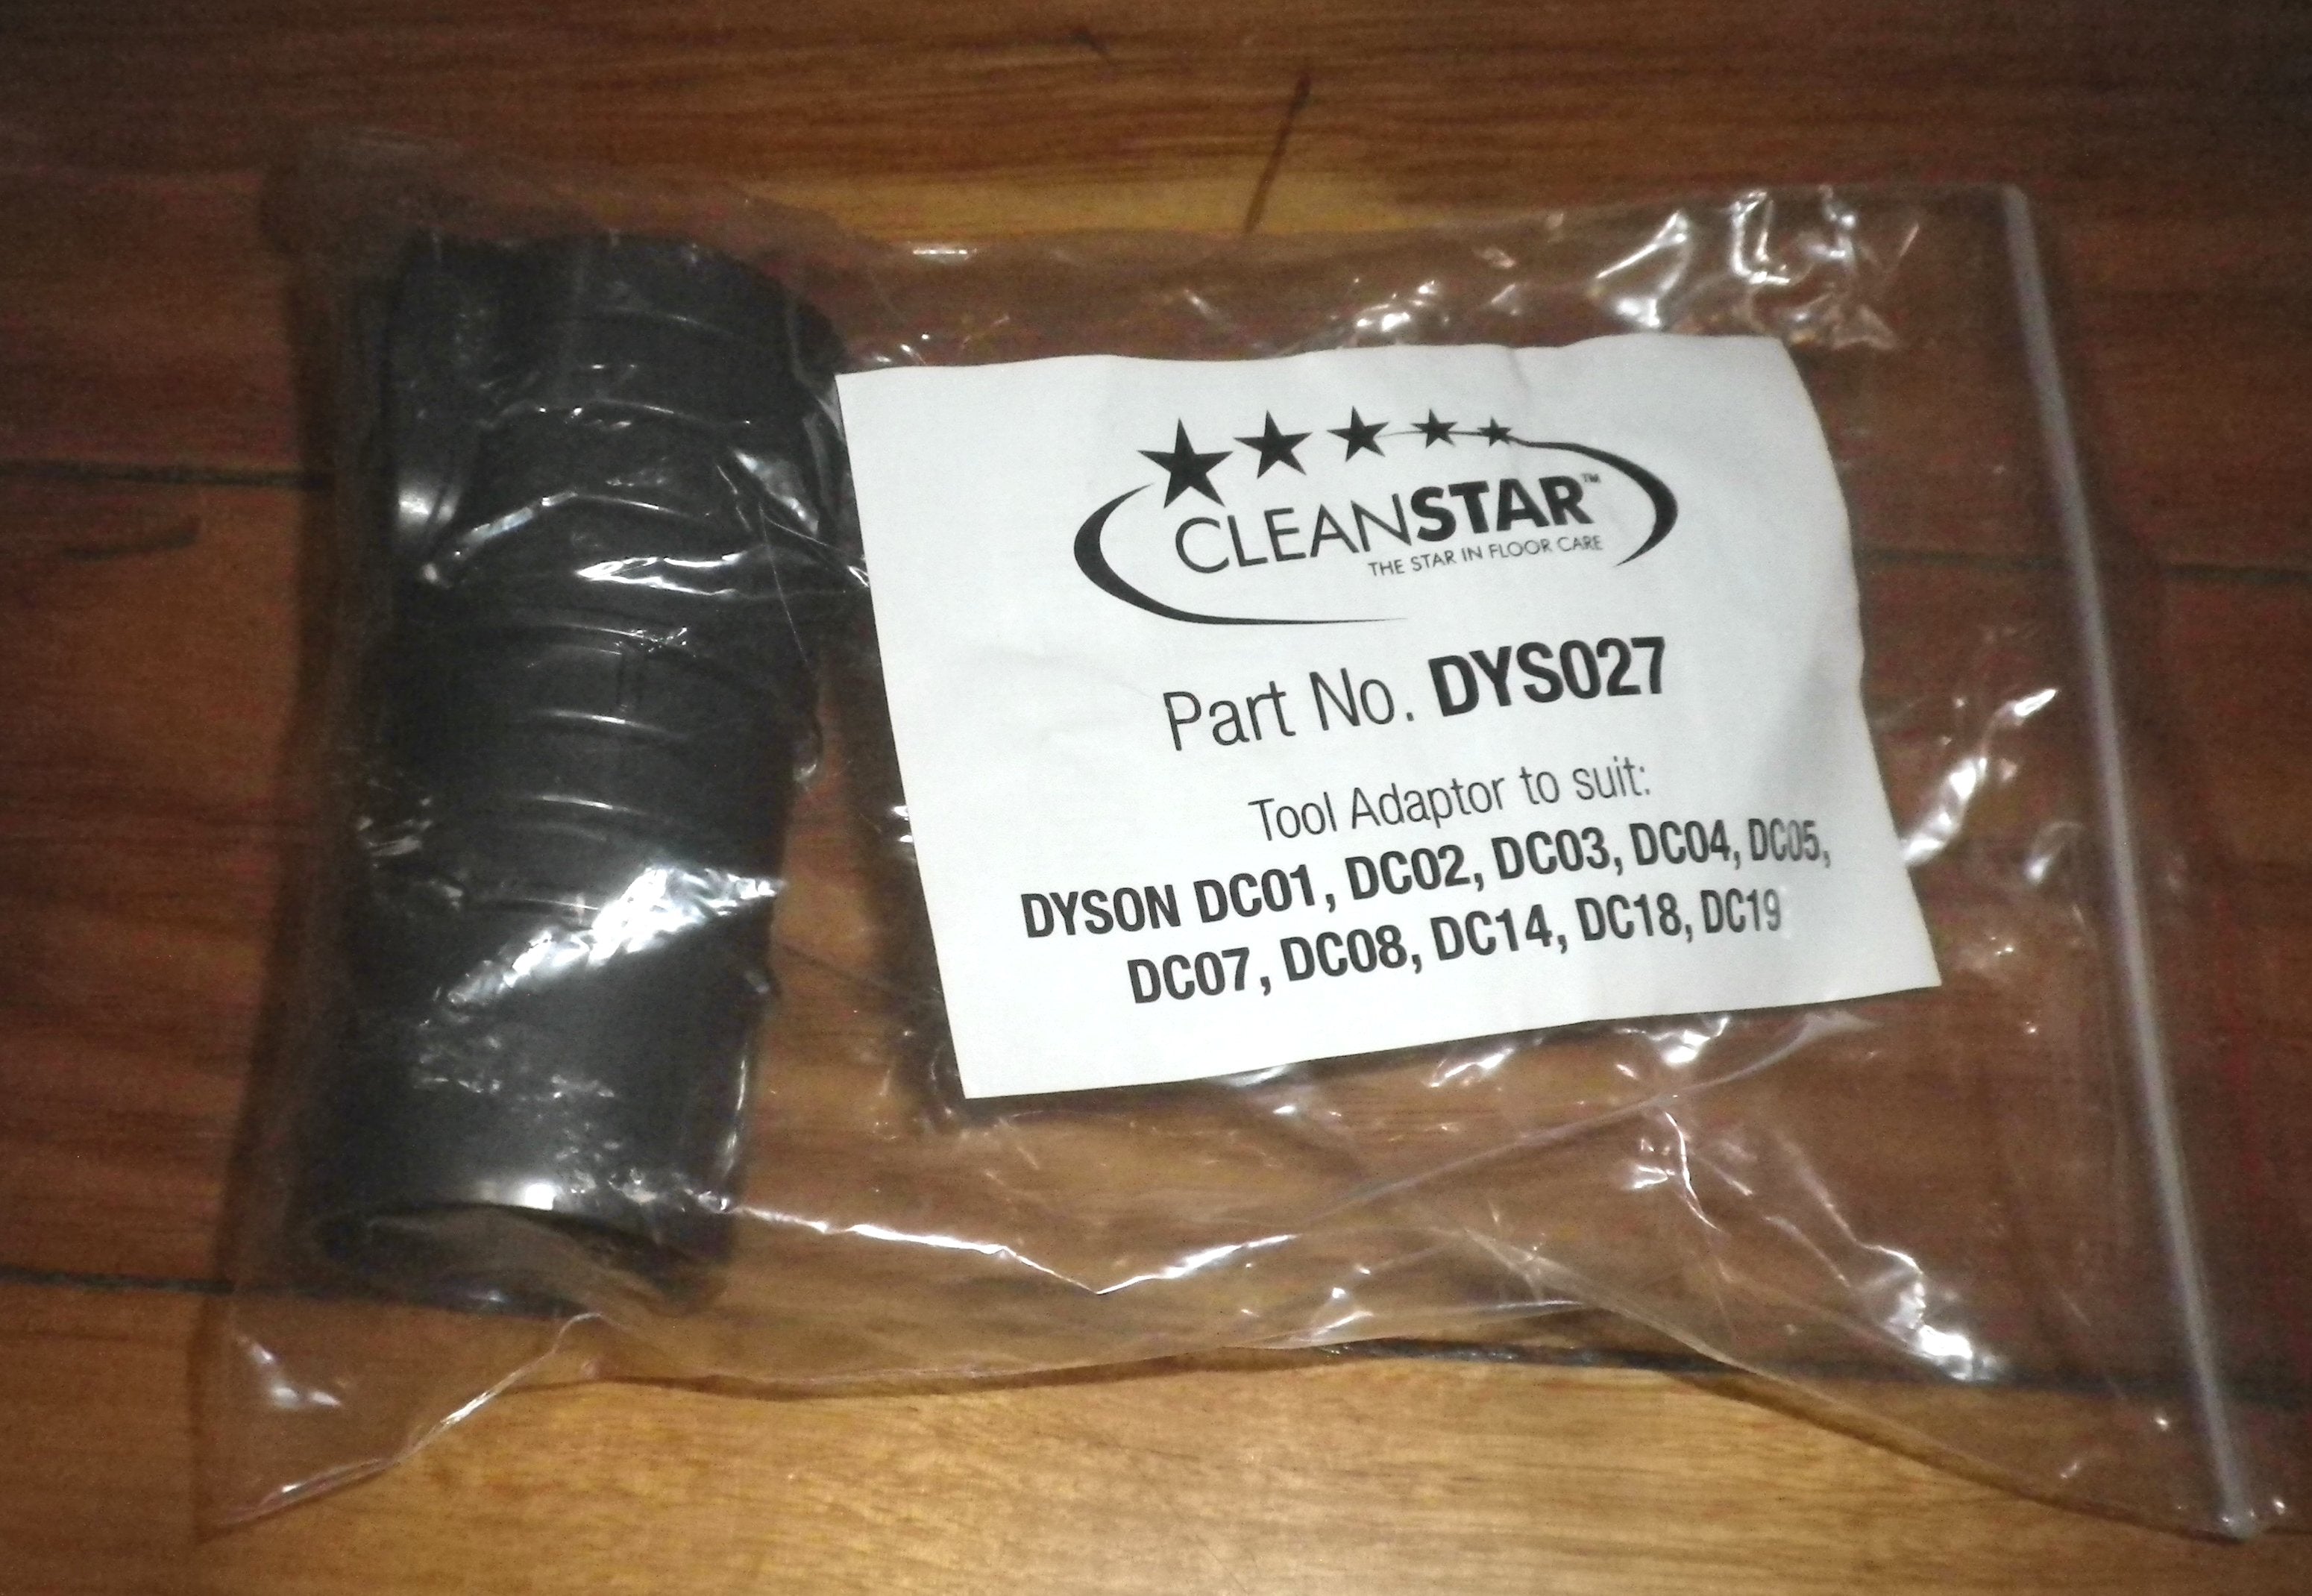 CLEANSTAR™
THE STAR IN FLOOR CARE
Part No. DYS027
Tool Adaptor to suit:
DYSON DC01, DC02, DC03, DC04, DC05,
DC07, DC08, DC14, DC18, DC19